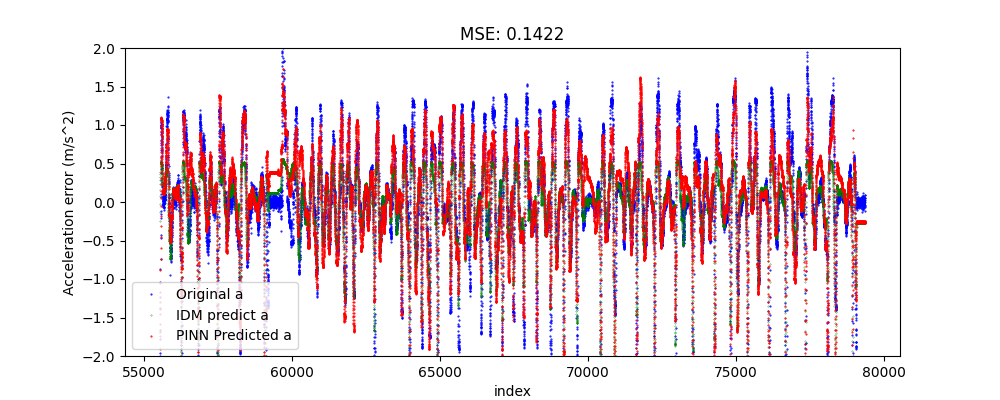 MSE: 0.1422
Acceleration error (m/s^2)
2.0
1.5
1.0
0.5
0.0
−0.5
−1.0
−1.5
−2.0
Original a
IDM predict a
PINN Predicted a
55000 60000 65000 70000 75000 80000
index